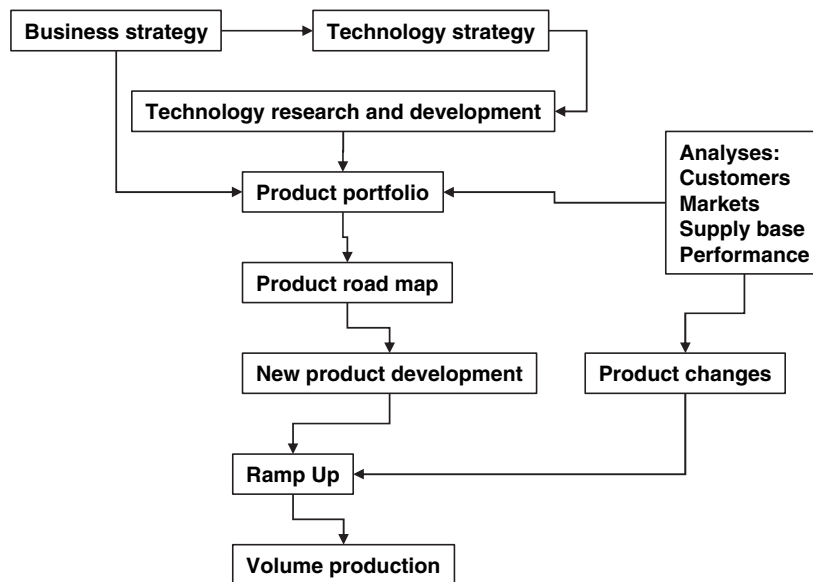 Business strategy
Technology strategy
Technology research and development
Analyses:
Customers
Markets
Supply base
Performance
Product portfolio
Product road map
New product development
Product changes
Ramp Up
Volume production